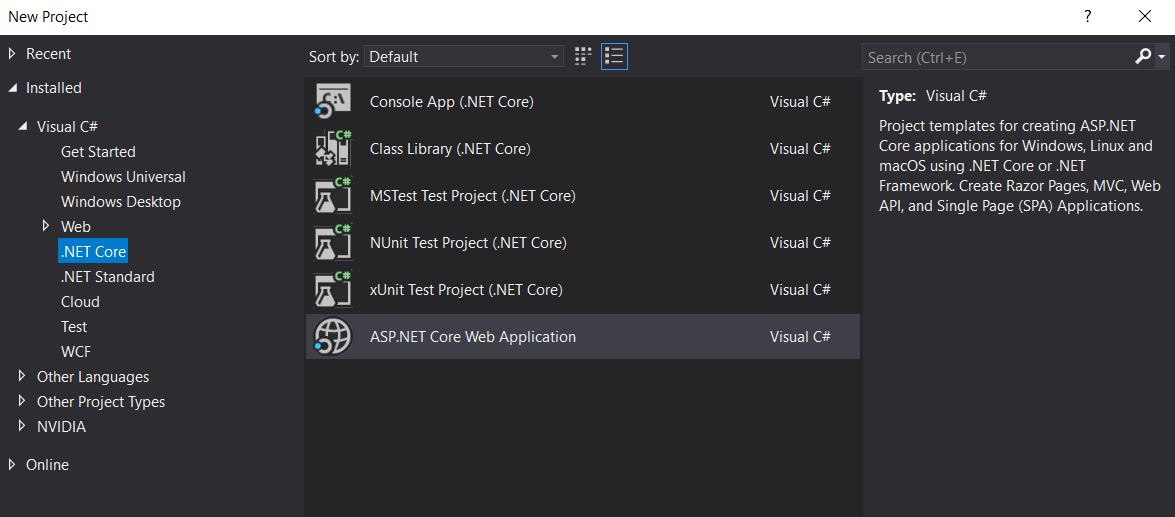 New Project
?
Recent
Installed
Visual C#
Get Started
Windows Universal
Windows Desktop
Web
.NET Core
.NET Standard
Cloud
Test
WCF
Other Languages
Other Project Types
NVIDIA
Online
Sort by: Default
C:\
Console App (.NET Core) Visual C#
C#
Class Library (.NET Core) Visual C#
C#
MSTest Test Project (.NET Core) Visual C#
C#
NUnit Test Project (.NET Core) Visual C#
C#
xUnit Test Project (.NET Core) Visual C#
ASP.NET Core Web Application Visual C#
Search (Ctrl+E)
Type: Visual C#
Project templates for creating ASP.NET
Core applications for Windows, Linux and
macOS using .NET Core or .NET
Framework. Create Razor Pages, MVC, Web
API, and Single Page (SPA) Applications.